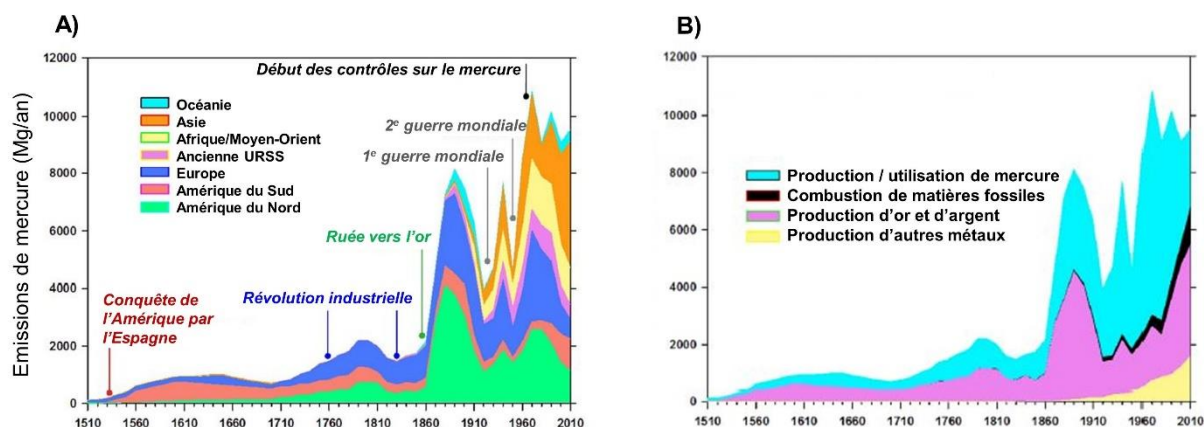 A)
Emissions de mercure (Mg/an)
12000
10000
8000
6000
4000
2000
0
Début des contrôles sur le mercure
Océanie
Asie
Afrique/Moyen-Orient
Ancienne URSS
Europe
Amérique du Sud
Amérique du Nord
2e guerre mondiale
1e guerre mondiale
Ruée vers l'or
Révolution industrielle
Conquête de
l'Amérique par
l'Espagne
1510 1560 1610 1660 1710 1760 1810 1860 1910 1960 2010
B)
12000
10000
8000
6000
4000
2000
0
Production / utilisation de mercure
Combustion de matières fossiles
Production d'or et d'argent
Production d'autres métaux
1510 1560 1610 1660 1710 1760 1810 1860 1910 1960 2010